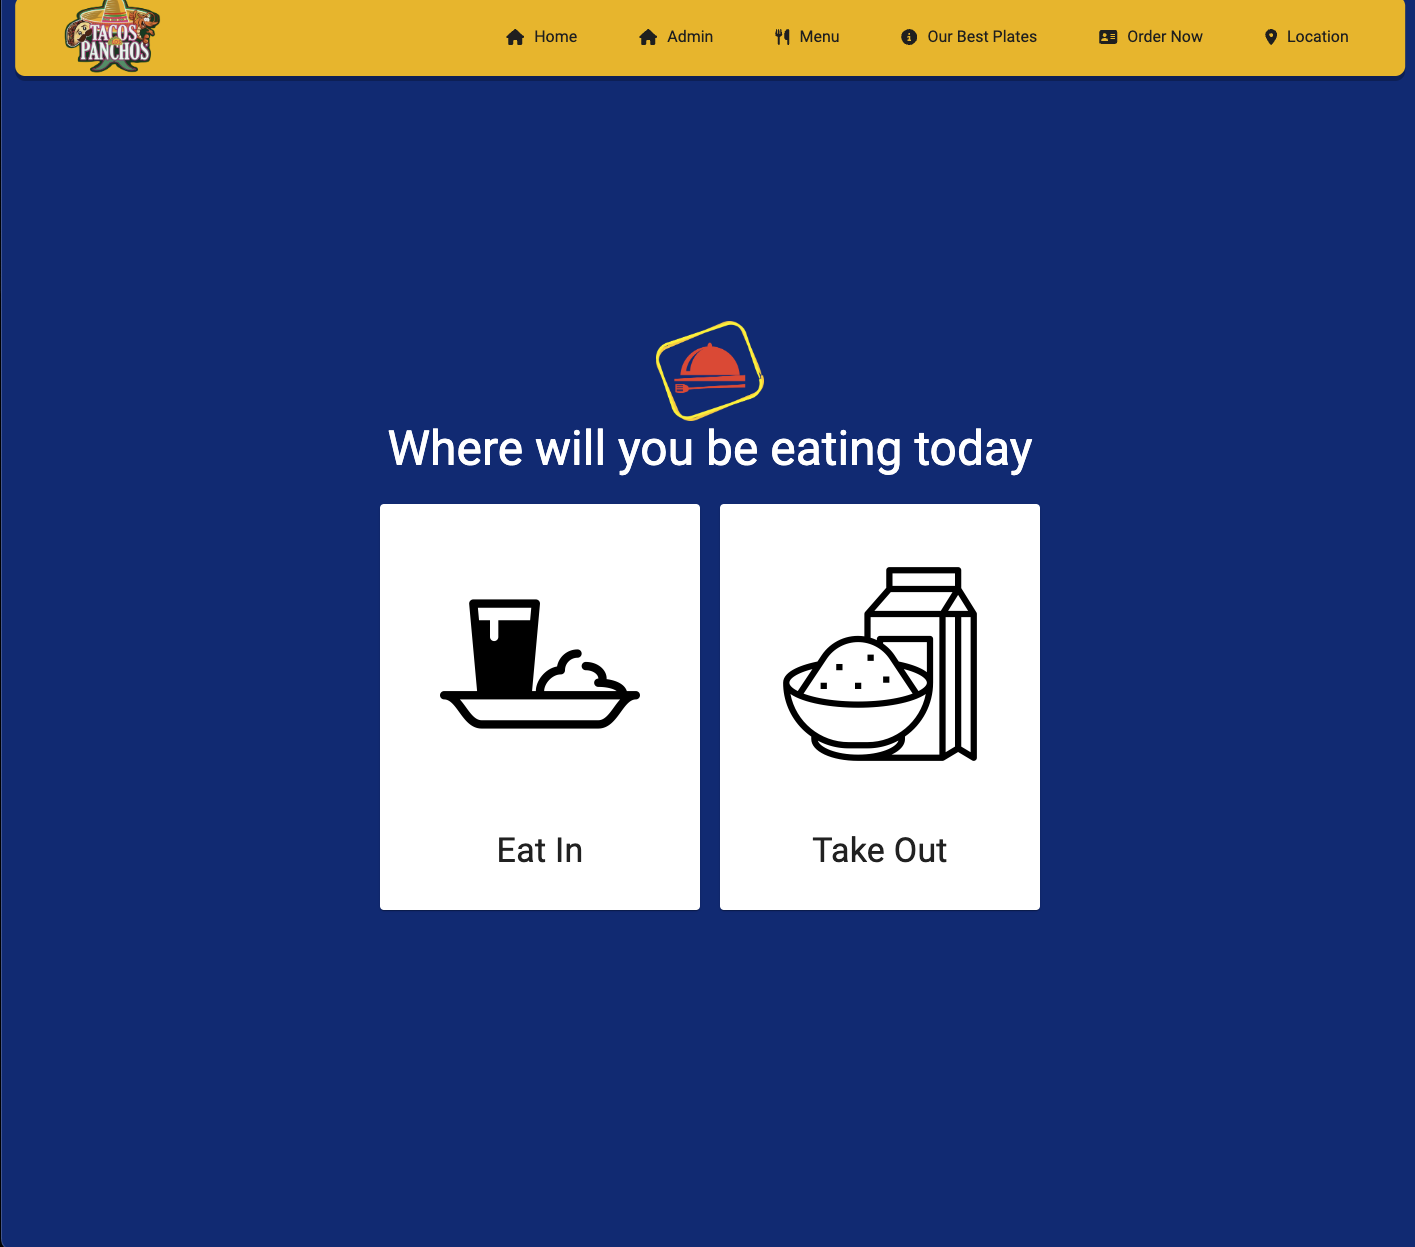 TACOS
PANCHOS
Home
Admin
Menu
Our Best Plates
Order Now
Location
Where will you be eating today
Eat In
Take Out